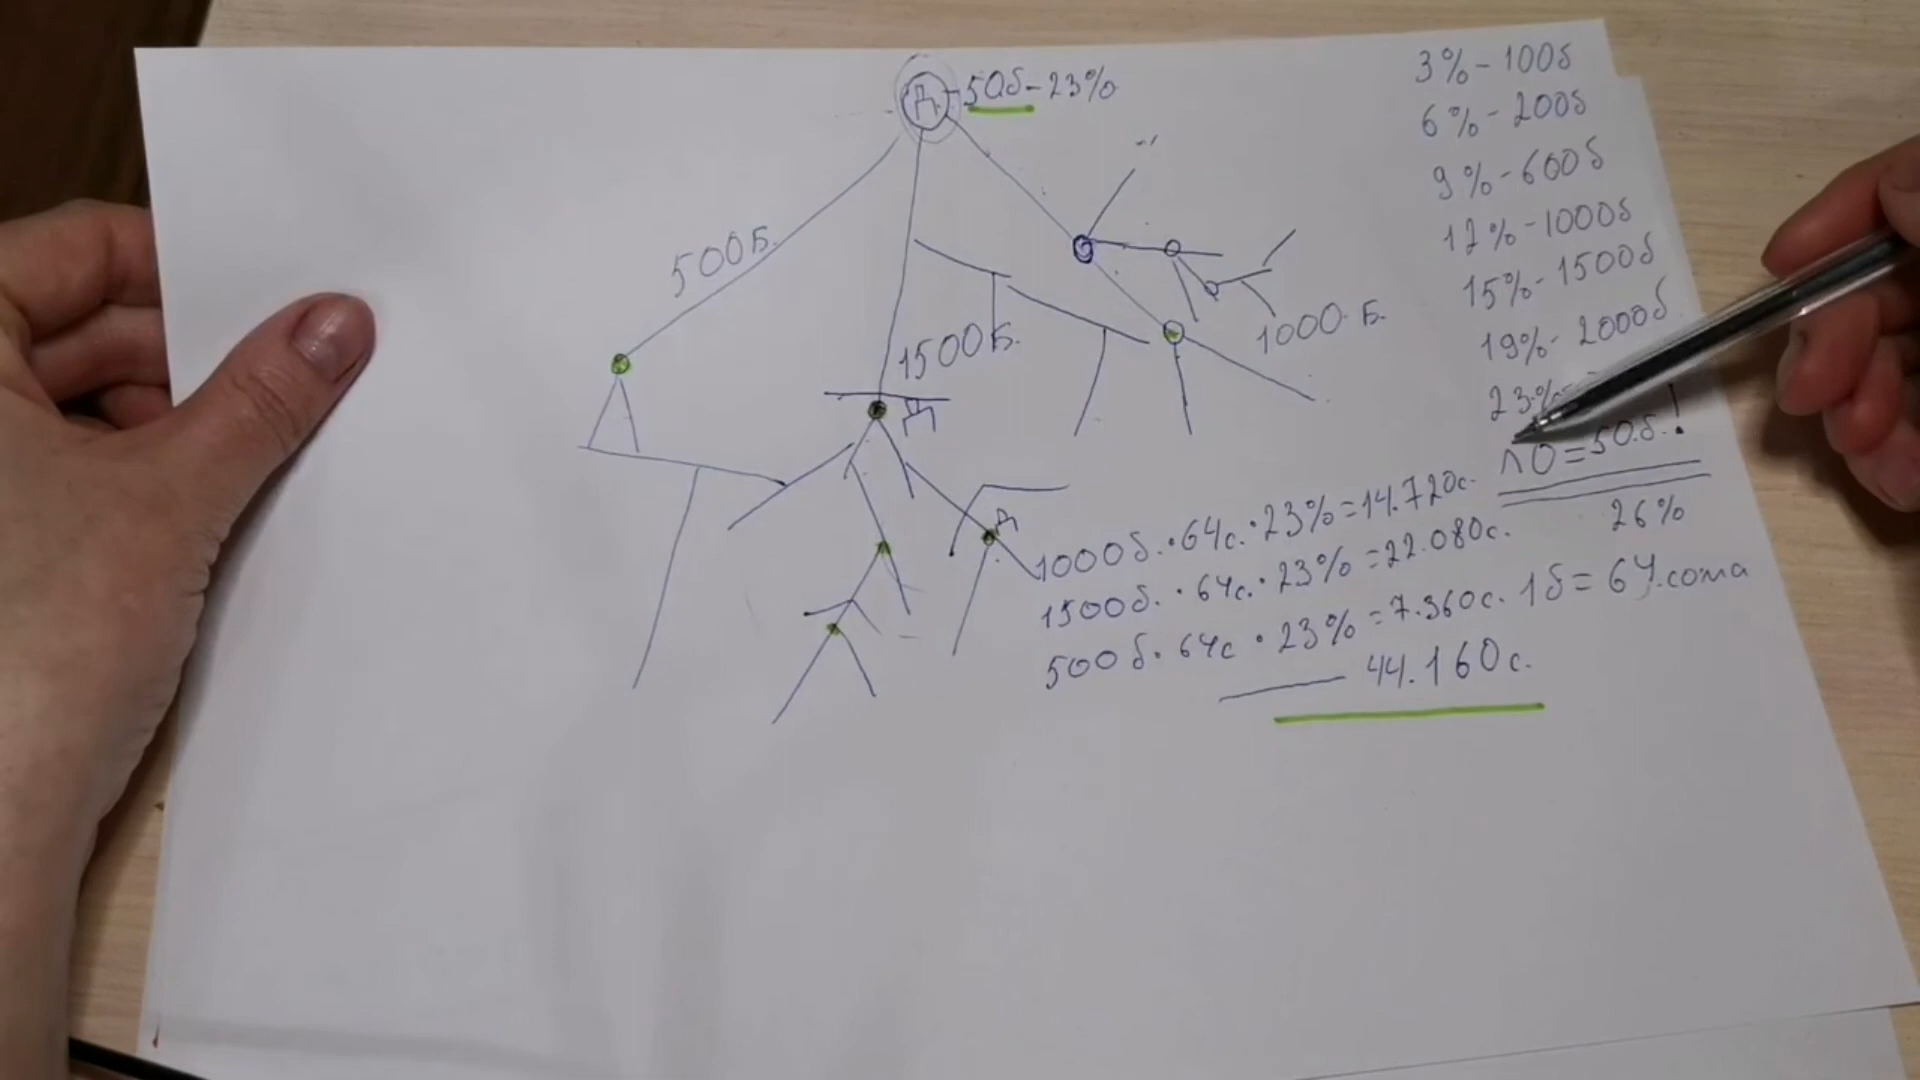 Д - 50б - 23%
500Б.
1500Б.
1000 Б.
Д
Д
3% - 100б
6% - 200б
9% - 600б
12% - 1000б
15% - 1500б
19% - 2000б
23% -
ЛО = 50.б.!
26%
1б = 64.сома
1000б. · 64с. · 23% = 14.720с.
1500б. · 64с. · 23% = 22.080с.
500б. 64с · 23% = 7.360с.
44.160с.